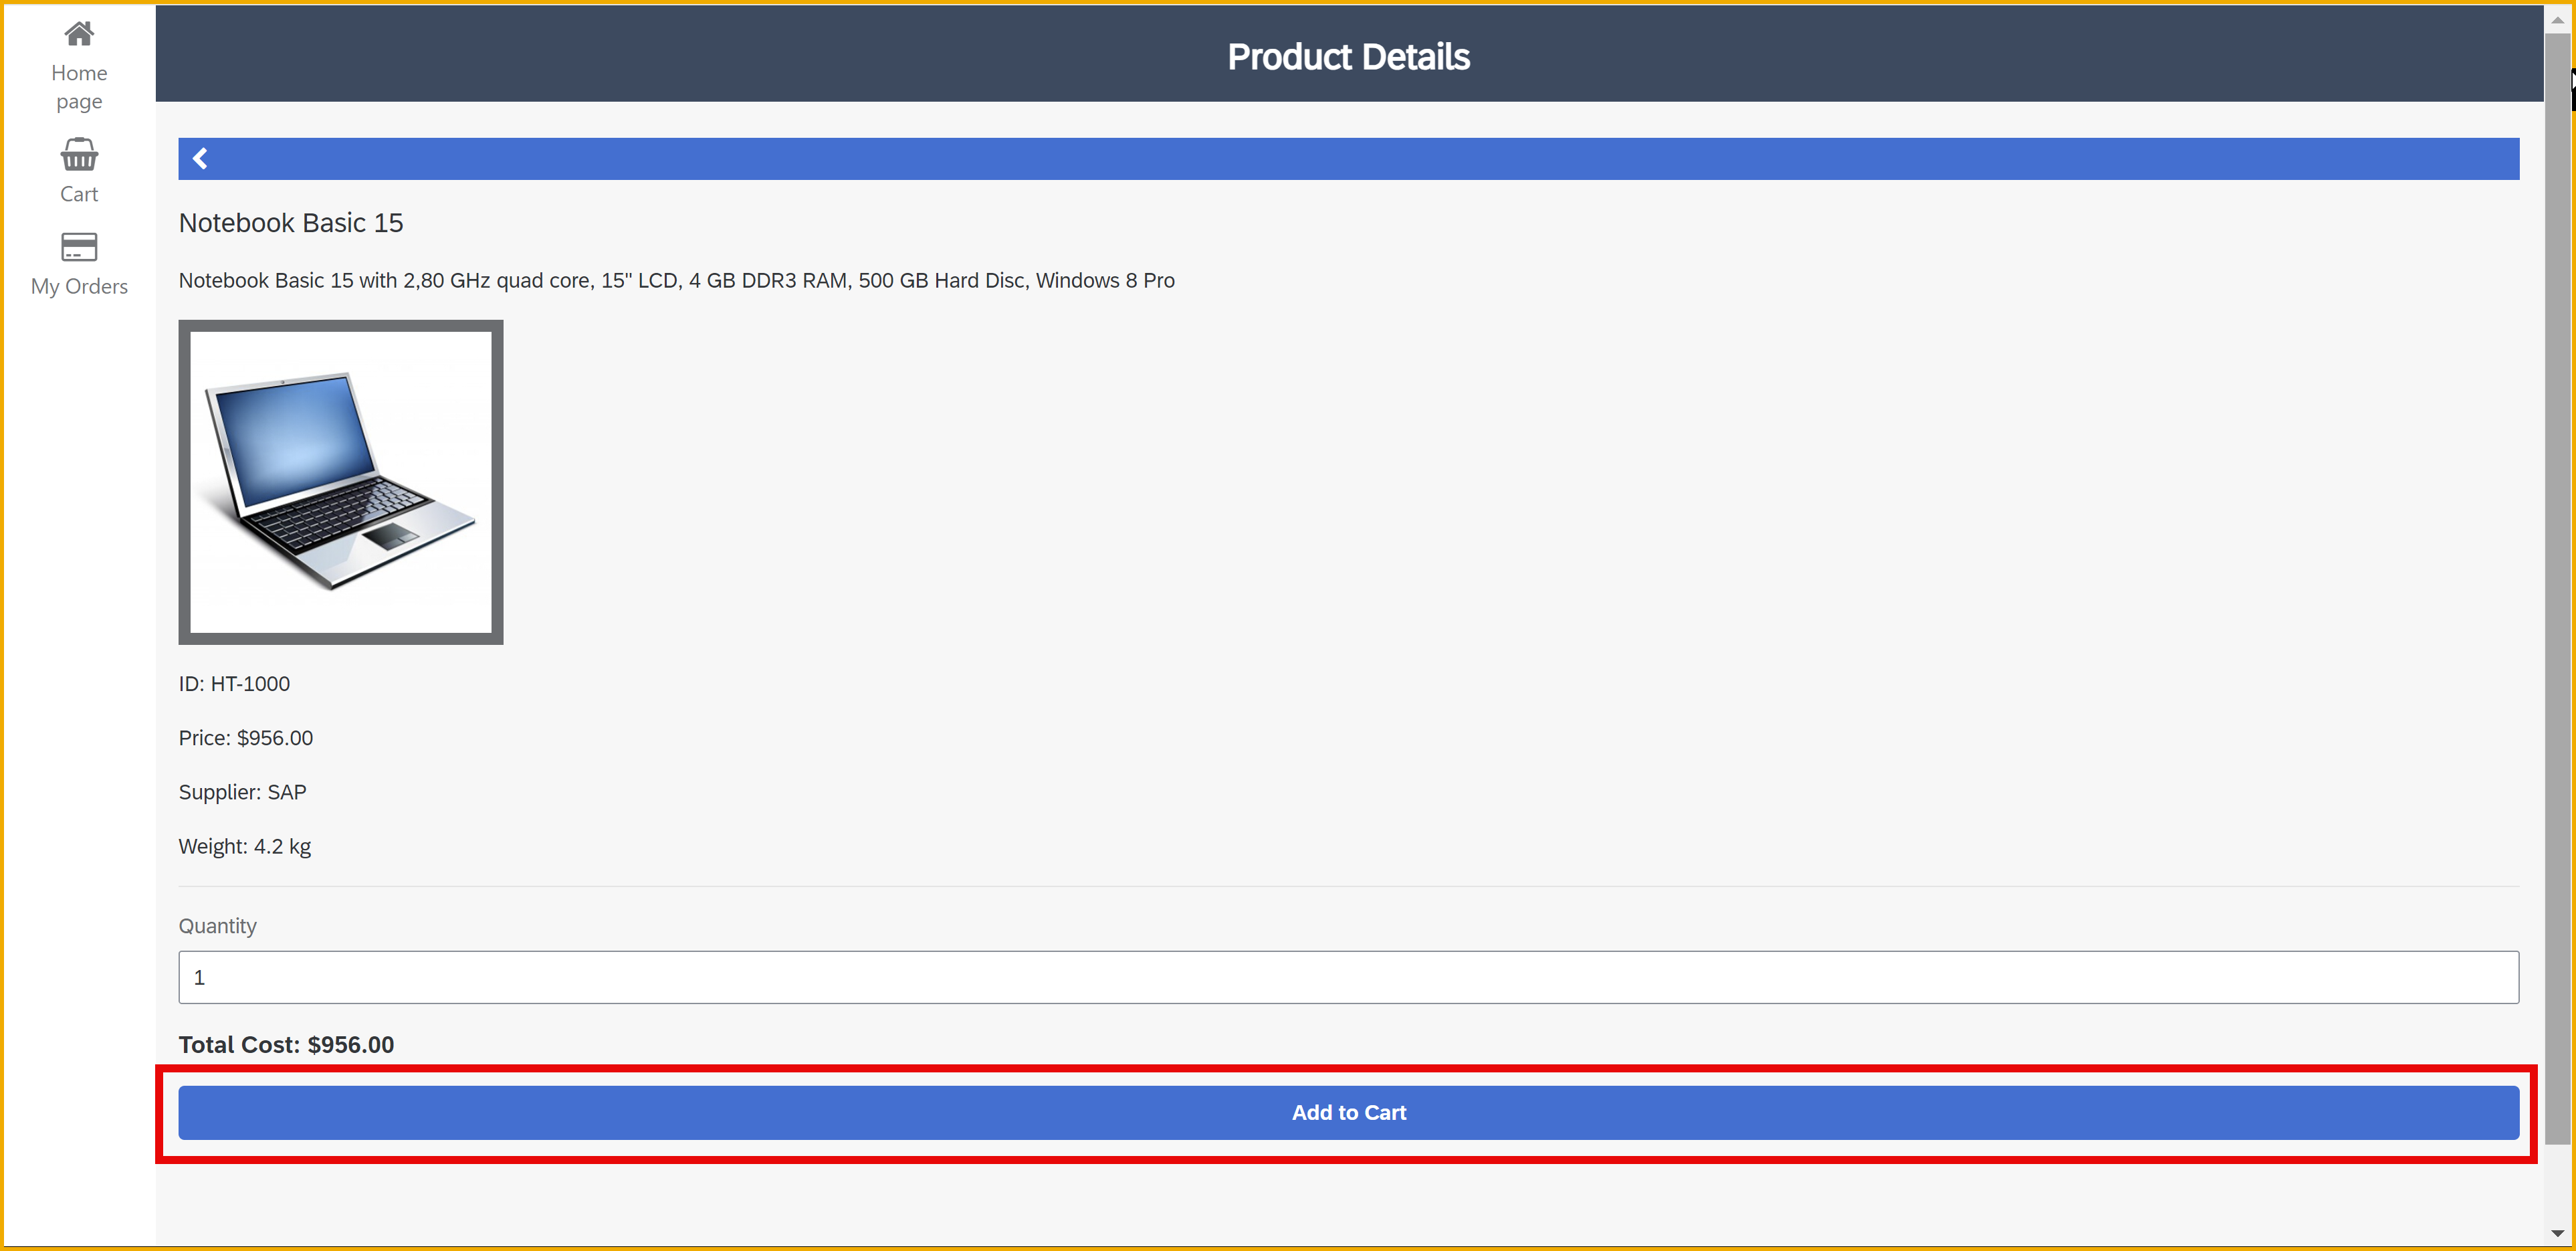 Product Details
Home
page
Cart
My Orders
Notebook Basic 15
Notebook Basic 15 with 2,80 GHz quad core, 15" LCD, 4 GB DDR3 RAM, 500 GB Hard Disc, Windows 8 Pro
ID: HT-1000
Price: $956.00
Supplier: SAP
Weight: 4.2 kg
Quantity
1
Total Cost: $956.00
Add to Cart